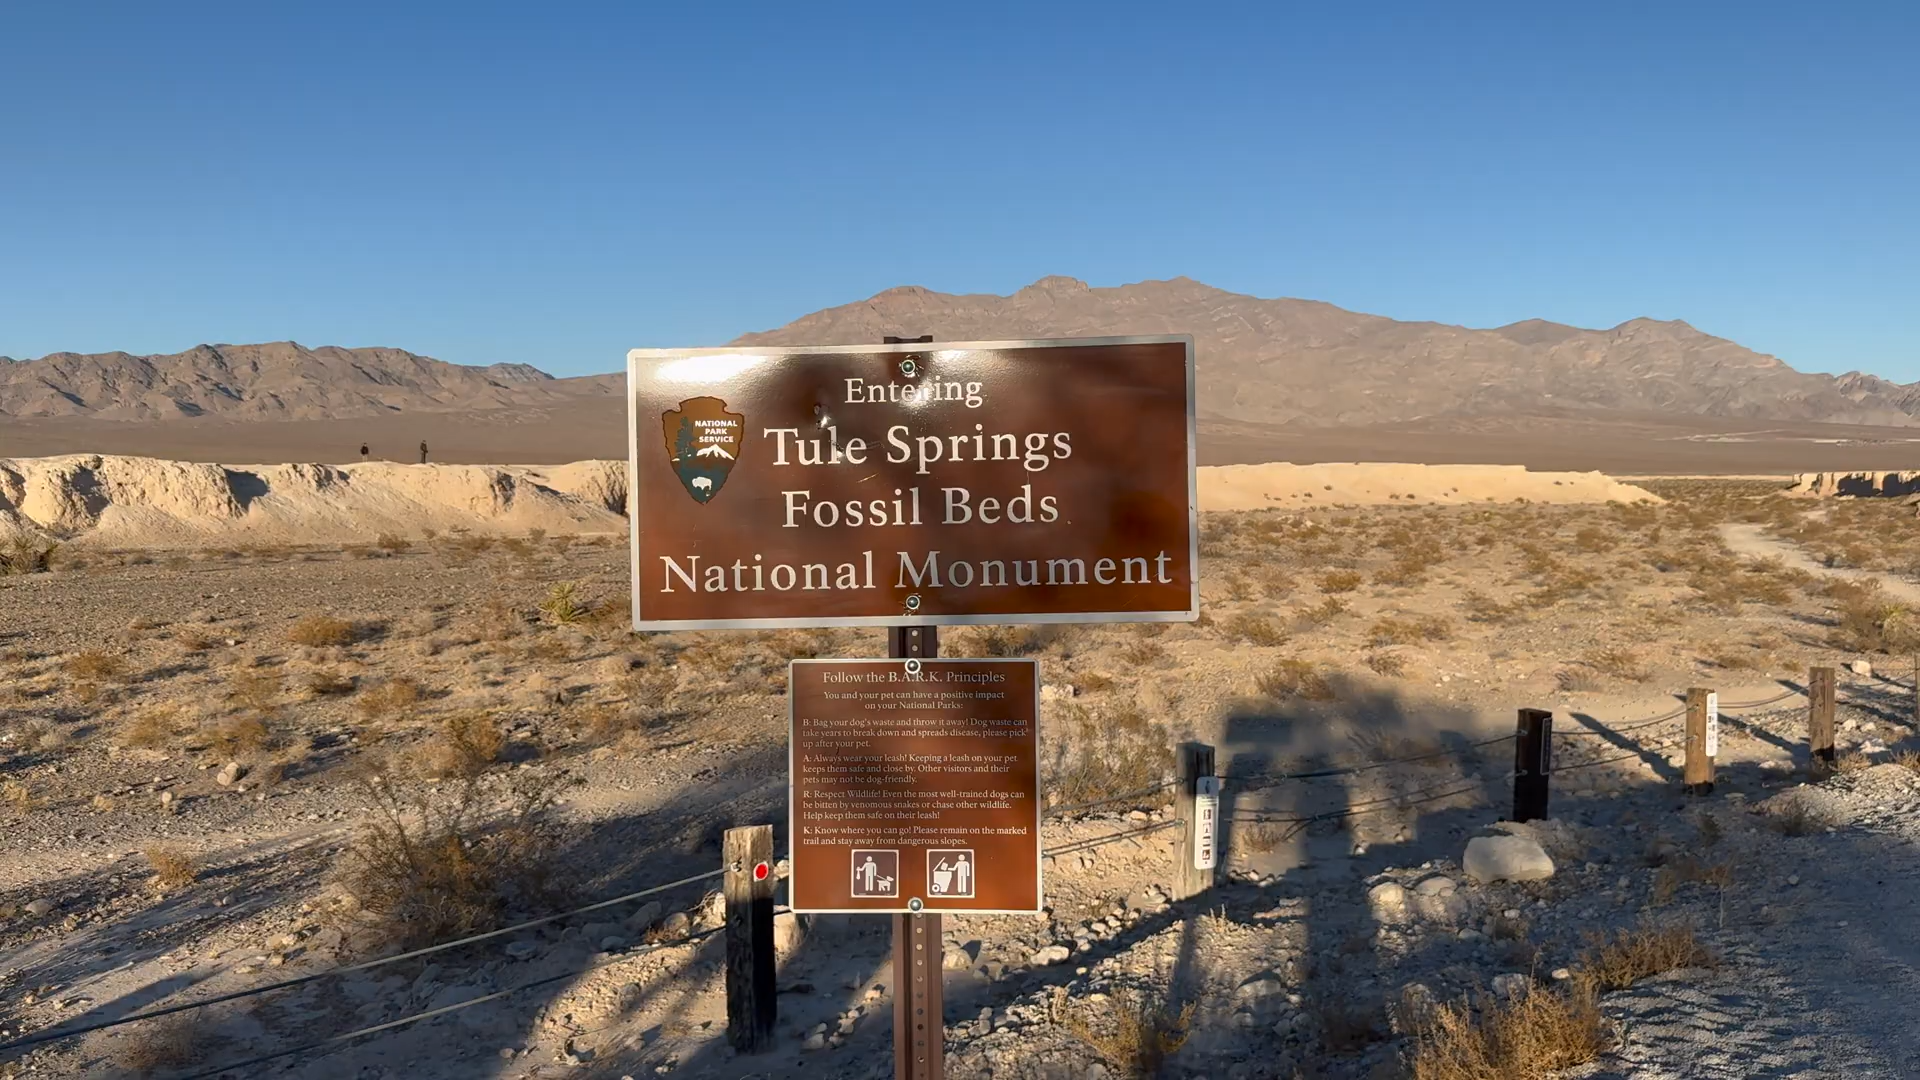 Entering
NATIONAL
PARK
SERVICE
Tule Springs
Fossil Beds
National Monument
Follow the B.A.R.K. Principles
You and your pet can have a positive impact
on your National Parks:
B: Bag your dog's waste and throw it away! Dog waste can
take years to break down and spreads disease, please pick
up after your pet.
A: Always wear your leash! Keeping a leash on your pet
keeps them safe and close by. Other visitors and their
pets may not be dog-friendly.
R: Respect Wildlife! Even the most well-trained dogs can
be bitten by venomous snakes or chase other wildlife.
Help keep them safe on their leash!
K: Know where you can go! Please remain on the marked
trail and stay away from dangerous slopes.